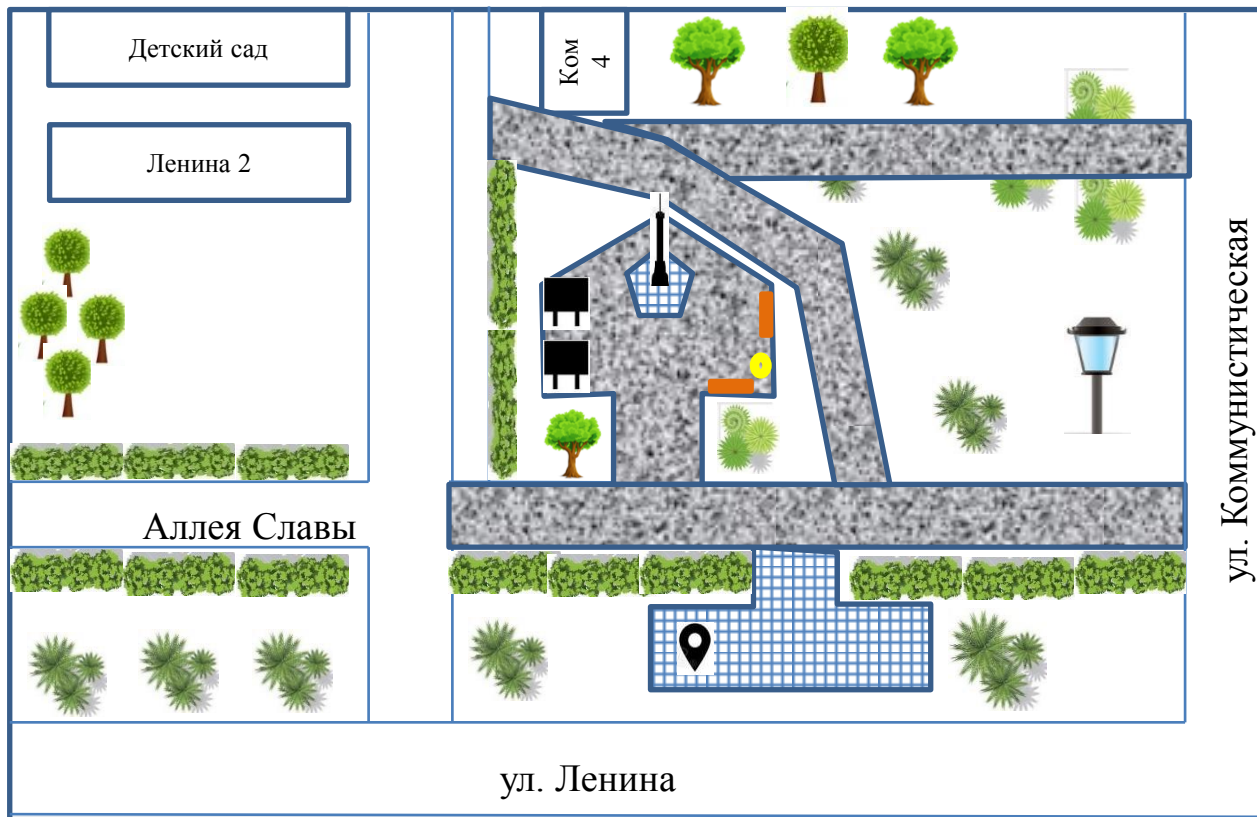 Детский сад
Ком
4
Ленина 2
ул. Коммунистическая
Аллея Славы
ул. Ленина